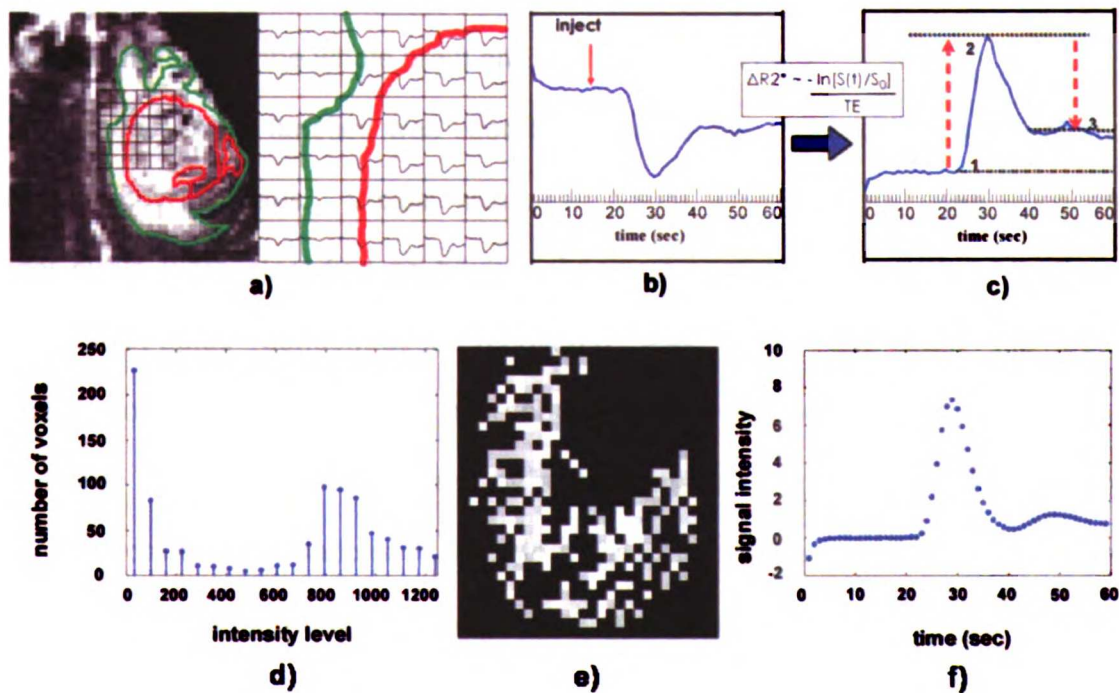 inject
0 10 20 30 40 50 60
time (sec)
b)
ΔR2* ~ - ln[S(t)/S0]
TE
2
3
1
0 10 20 30 40 50 60
time (sec)
c)
a)
250
200
150
100
50
0
number of voxels
0 200 400 600 800 1000 1200
intensity level
d)
e)
10
8
6
4
2
0
-2
signal intensity
0 10 20 30 40 50 60
time (sec)
f)